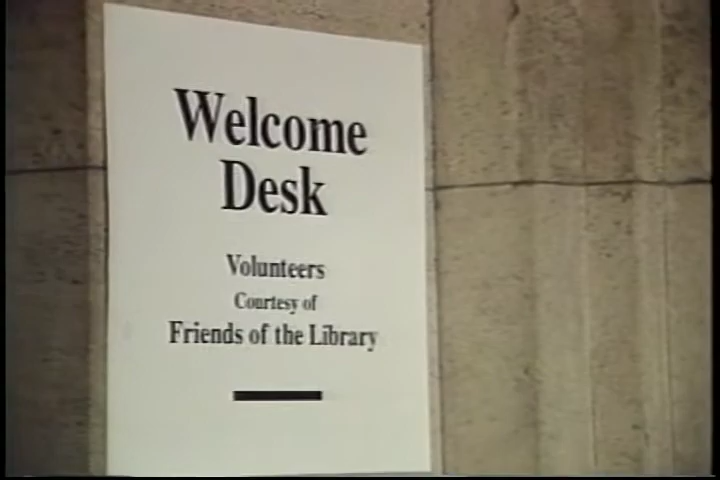 Welcome
Desk
Volunteers
Courtesy of
Friends of the Library